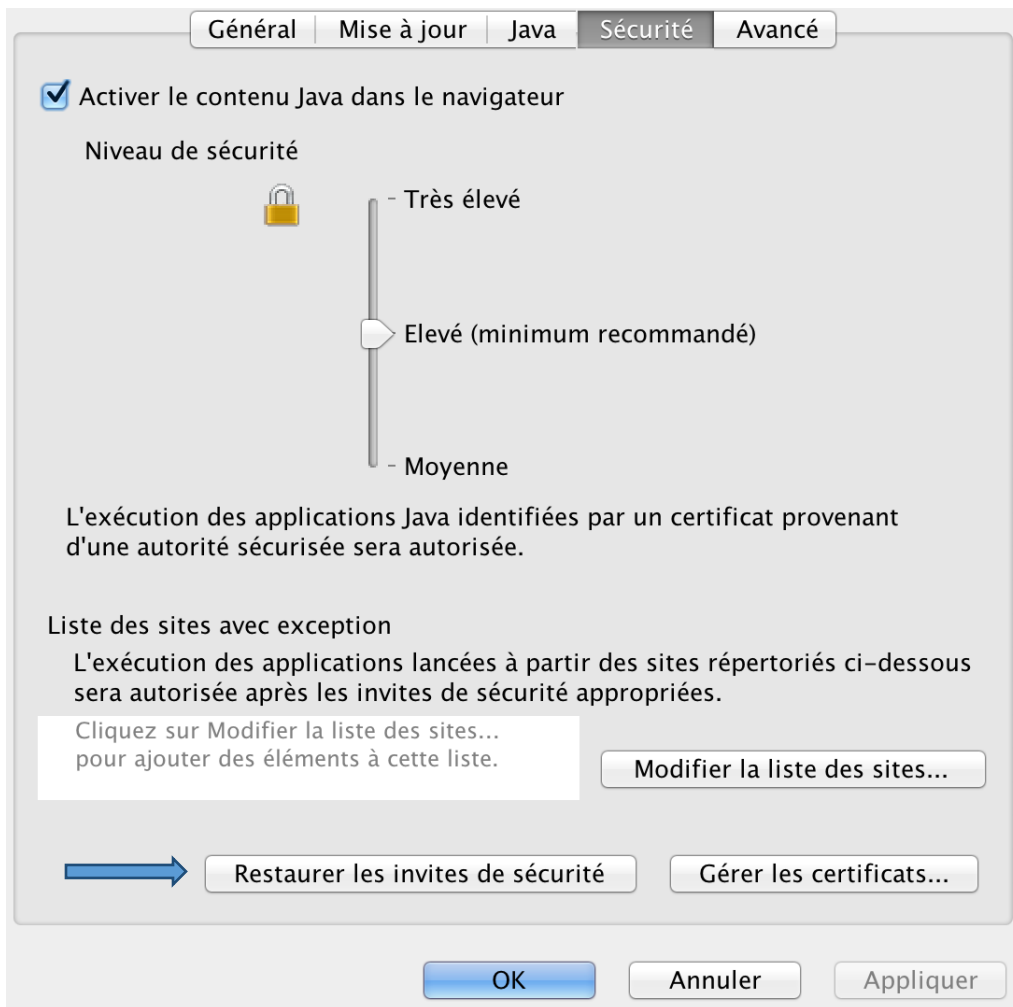 Général Mise à jour Java Sécurité Avancé
Activer le contenu Java dans le navigateur
Niveau de sécurité
- Très élevé
Elevé (minimum recommandé)
- Moyenne
L'exécution des applications Java identifiées par un certificat provenant
d'une autorité sécurisée sera autorisée.
Liste des sites avec exception
L'exécution des applications lancées à partir des sites répertoriés ci-dessous
sera autorisée après les invites de sécurité appropriées.
Cliquez sur Modifier la liste des sites...
pour ajouter des éléments à cette liste.
Modifier la liste des sites...
Restaurer les invites de sécurité Gérer les certificats...
OK Annuler Appliquer